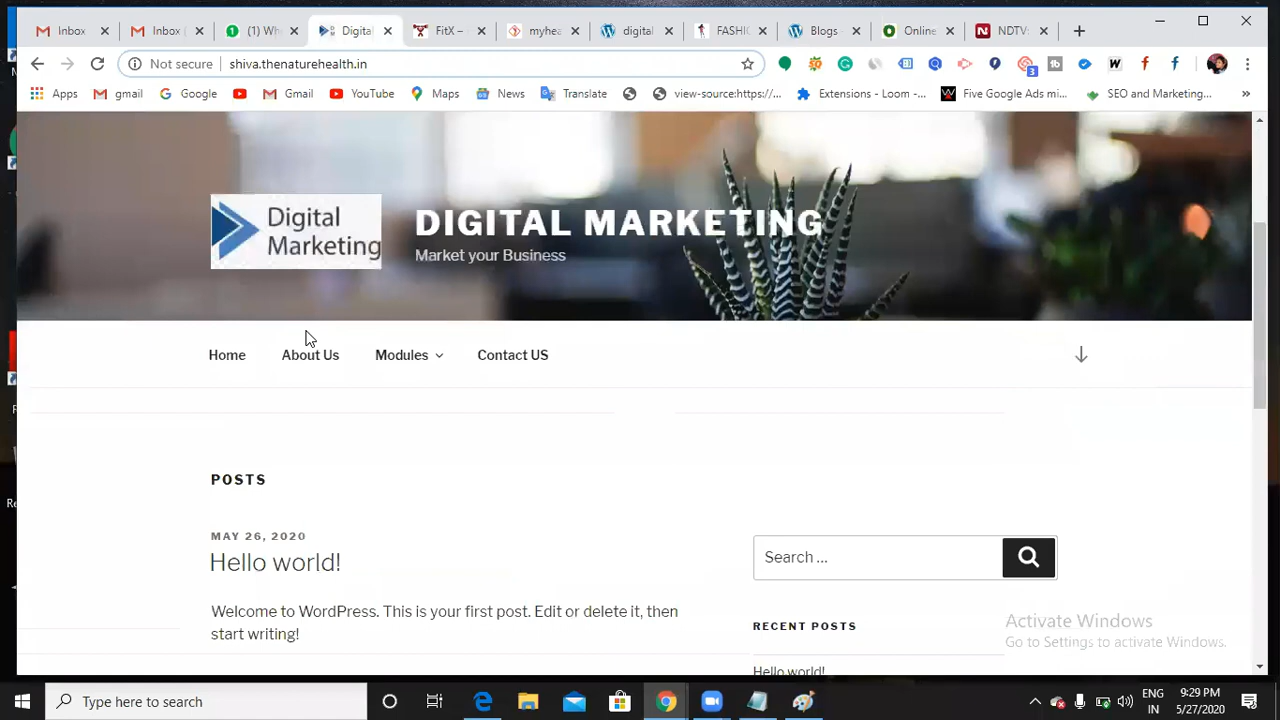 Inbox
Inbox
(1) W
Digita
FitX –
myhea
digital
FASHI
Blogs
Online
NDTV
Not secure
shiva.thenaturehealth.in
3
Apps
gmail
Google
Gmail
YouTube
Maps
News
Translate
view-source:https:/...
Extensions - Loom -...
Five Google Ads mi...
SEO and Marketing...
Digital
Marketing
DIGITAL MARKETING
Market your Business
Home
About Us
Modules
Contact US
POSTS
MAY 26, 2020
Hello world!
Welcome to WordPress. This is your first post. Edit or delete it, then
start writing!
Search …
RECENT POSTS
Hello world!
Activate Windows
Go to Settings to activate Windows.
Type here to search
ENG
IN
9:29 PM
5/27/2020